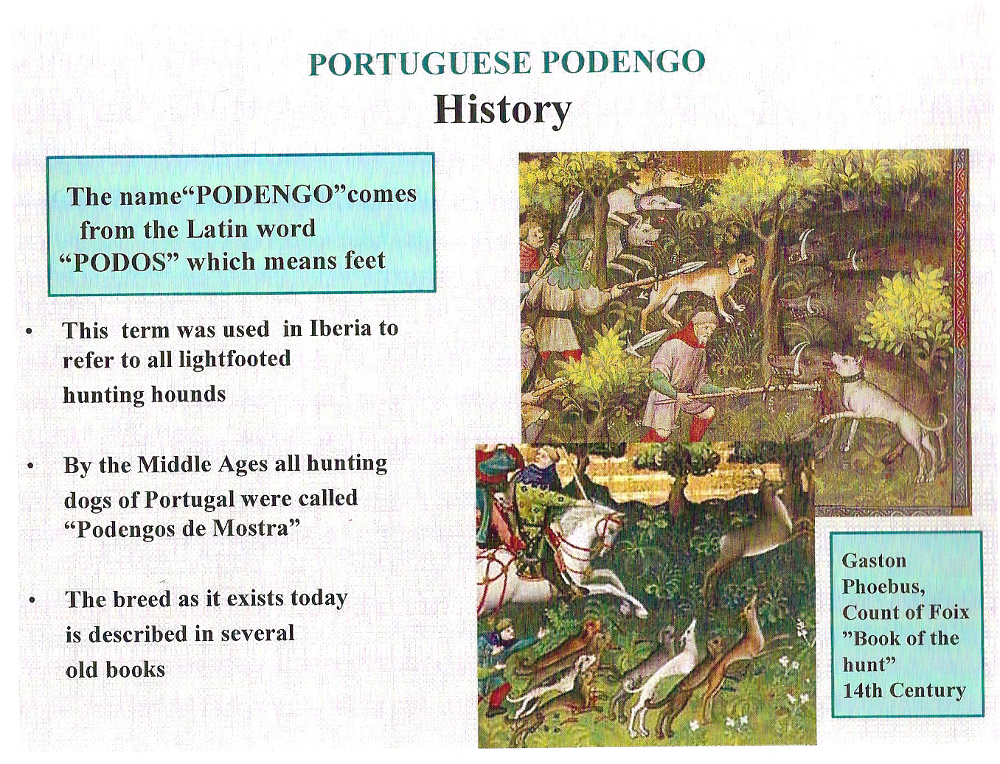 PORTUGUESE PODENGO
History
The name“PODENGO”comes
from the Latin word
“PODOS” which means feet
• This term was used in Iberia to
refer to all lightfooted
hunting hounds
• By the Middle Ages all hunting
dogs of Portugal were called
“Podengos de Mostra”
• The breed as it exists today
is described in several
old books
Gaston
Phoebus,
Count of Foix
”Book of the
hunt”
14th Century